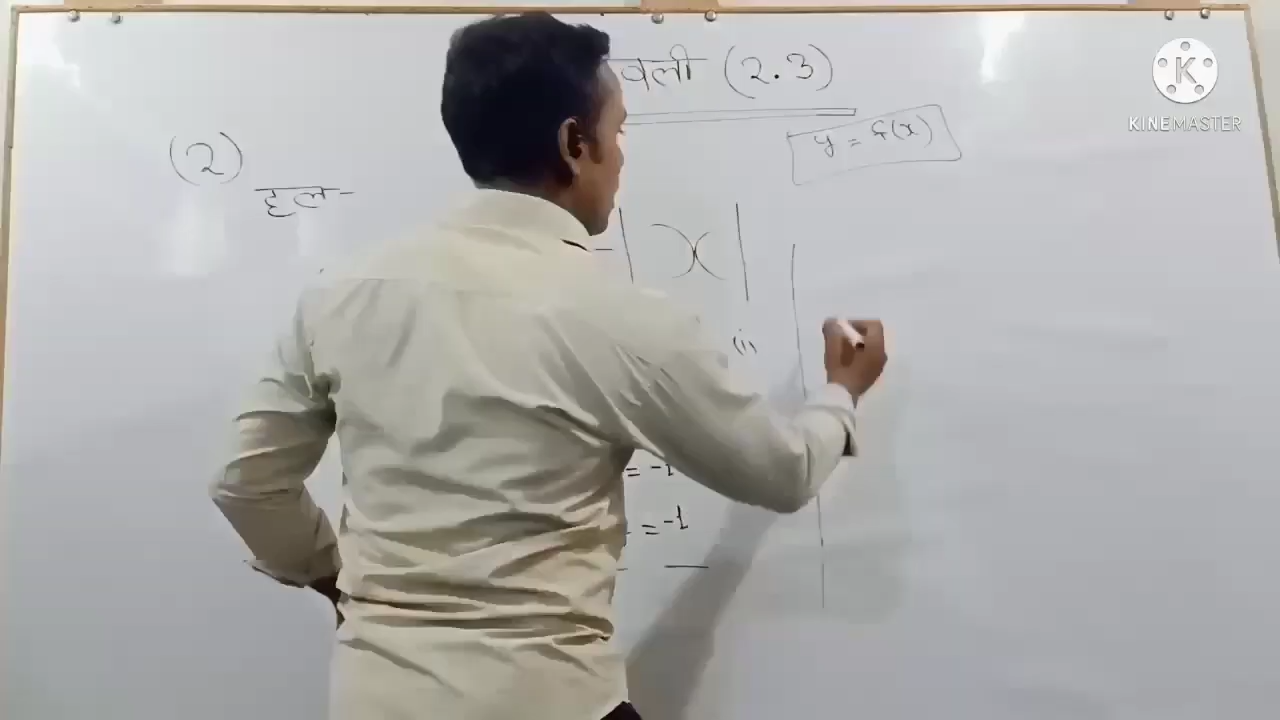 वली (2.3)
y = f(x)
KINEMASTER
(2)
हल-
-| x |
(i)
= -1
= -1